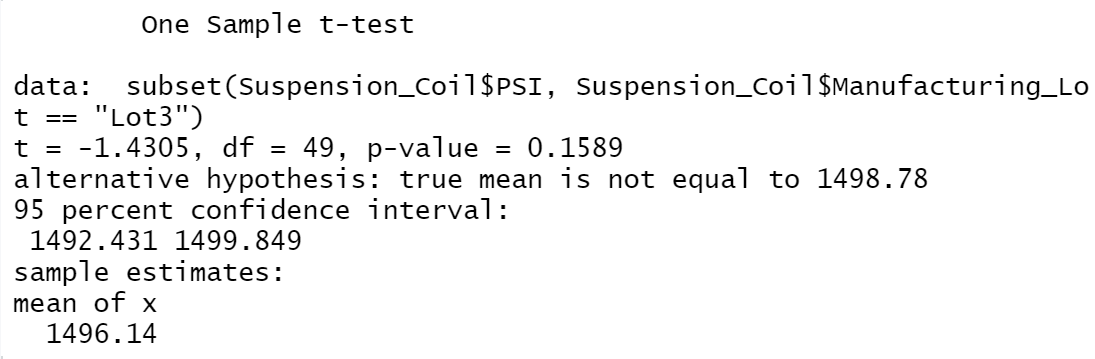 One Sample t-test
data:  subset(Suspension_Coil$PSI, Suspension_Coil$Manufacturing_Lo
t == "Lot3")
t = -1.4305, df = 49, p-value = 0.1589
alternative hypothesis: true mean is not equal to 1498.78
95 percent confidence interval:
 1492.431 1499.849
sample estimates:
mean of x
  1496.14